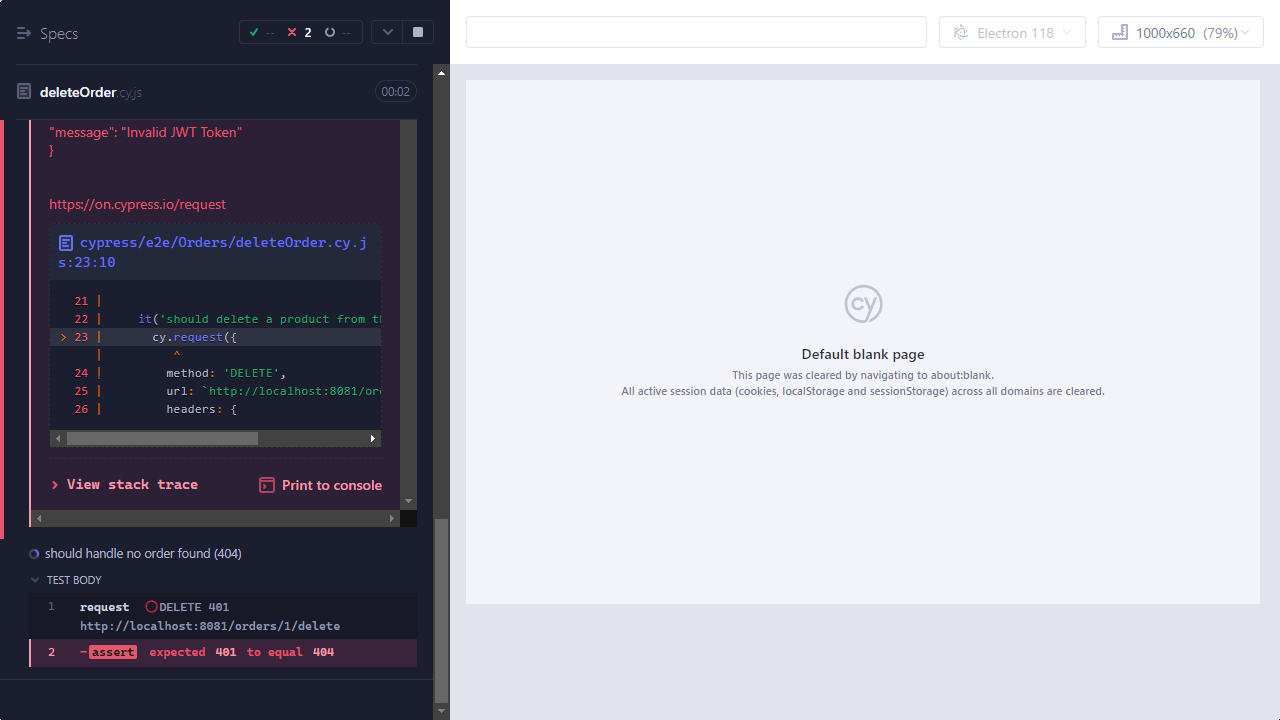 Specs
-- 2 --
Electron 118
1000x660 (79%)
deleteOrder.cy.js
00:02
"message": "Invalid JWT Token"
}
https://on.cypress.io/request
cypress/e2e/Orders/deleteOrder.cy.j
s:23:10
21 |
22 | it('should delete a product from th
> 23 | cy.request({
| ^
24 | method: 'DELETE',
25 | url: `http://localhost:8081/ord
26 | headers: {
> View stack trace
Print to console
should handle no order found (404)
TEST BODY
1 request DELETE 401
http://localhost:8081/orders/1/delete
2 -assert expected 401 to equal 404
cy
Default blank page
This page was cleared by navigating to about:blank.
All active session data (cookies, localStorage and sessionStorage) across all domains are cleared.